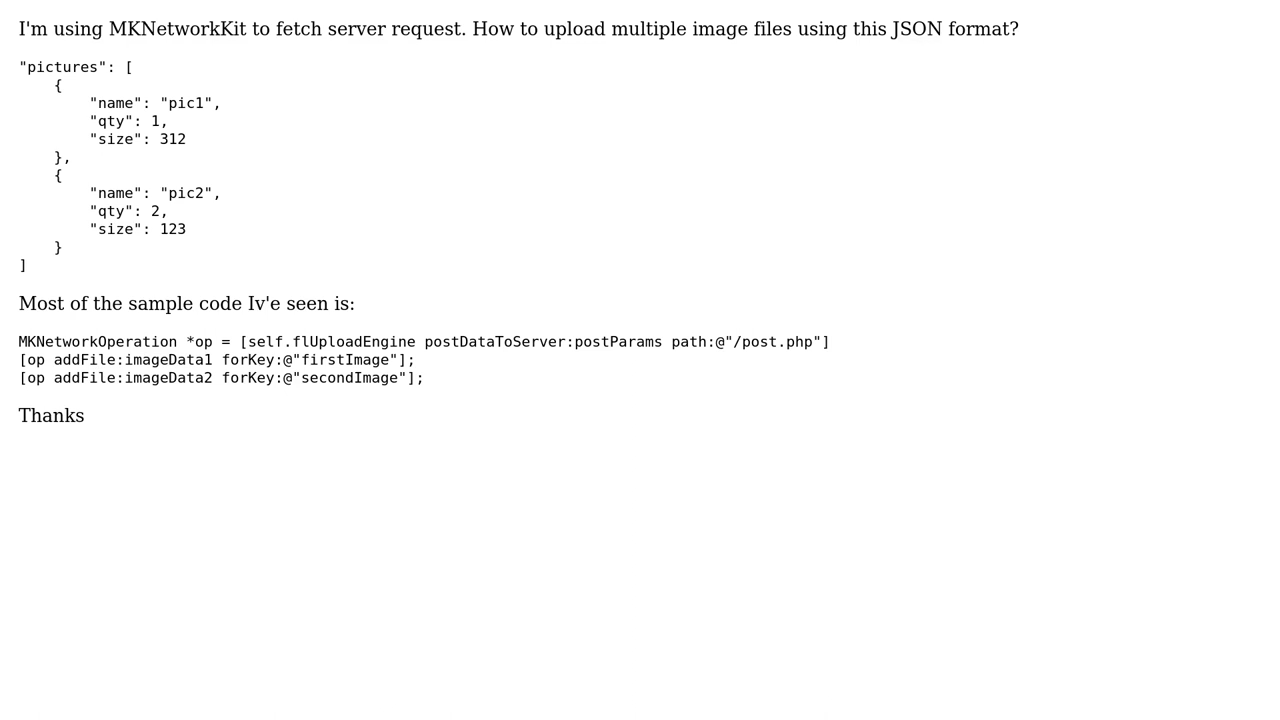 I'm using MKNetworkKit to fetch server request. How to upload multiple image files using this JSON format?
"pictures": [
    {
        "name": "pic1",
        "qty": 1,
        "size": 312
    },
    {
        "name": "pic2",
        "qty": 2,
        "size": 123
    }
]
Most of the sample code Iv'e seen is:
MKNetworkOperation *op = [self.flUploadEngine postDataToServer:postParams path:@"/post.php"]
[op addFile:imageData1 forKey:@"firstImage"];
[op addFile:imageData2 forKey:@"secondImage"];
Thanks